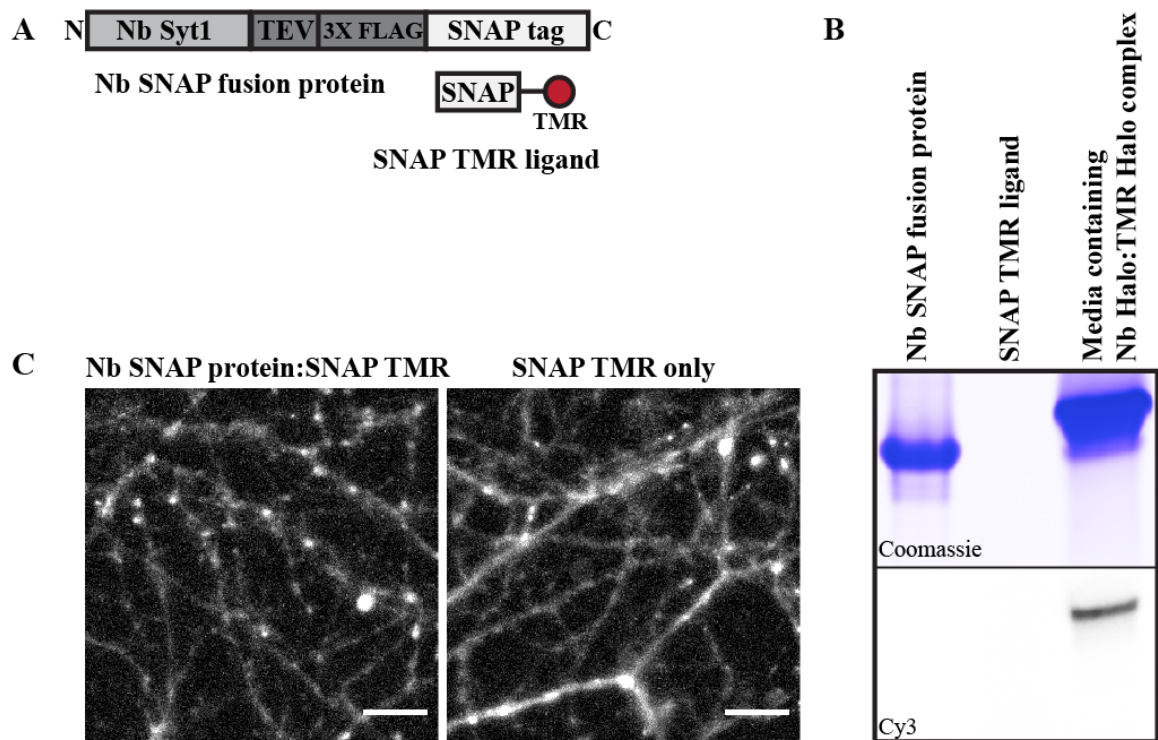 A
N Nb Syt1 TEV 3X FLAG SNAP tag C
Nb SNAP fusion protein
SNAP
TMR
SNAP TMR ligand
B
Nb SNAP fusion protein
SNAP TMR ligand
Media containing
Nb Halo:TMR Halo complex
Coomassie
Cy3
C
Nb SNAP protein:SNAP TMR
SNAP TMR only